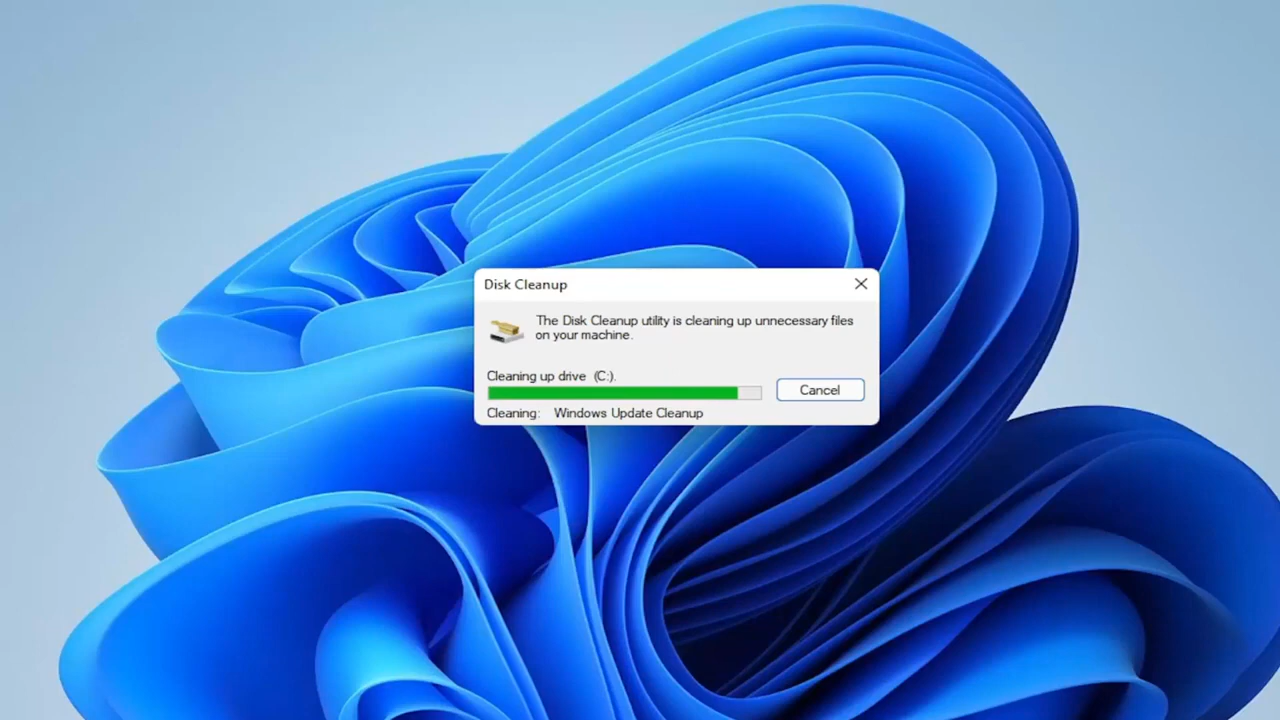 Disk Cleanup
The Disk Cleanup utility is cleaning up unnecessary files
on your machine.
Cleaning up drive (C:).
Cancel
Cleaning: Windows Update Cleanup